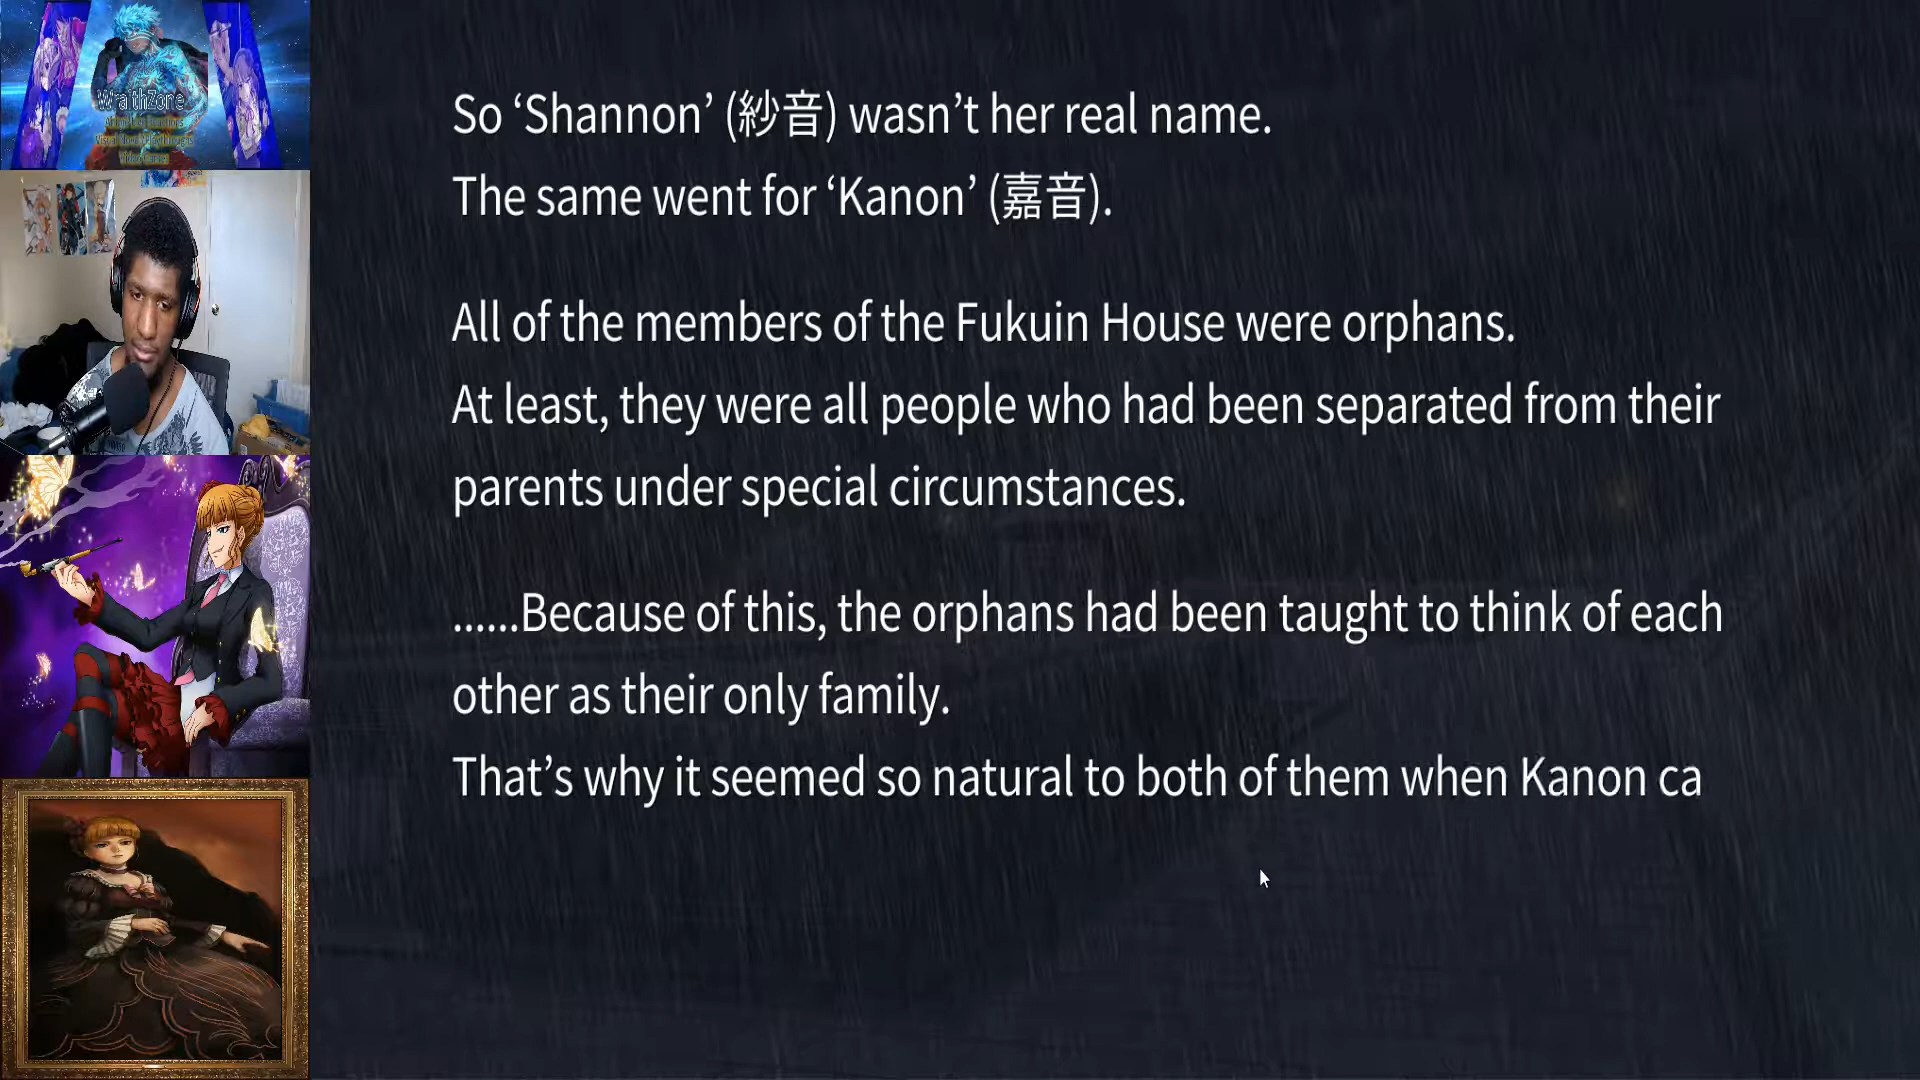 WraithZone
So ‘Shannon’ (紗音) wasn’t her real name.
The same went for ‘Kanon’ (嘉音).
All of the members of the Fukuin House were orphans.
At least, they were all people who had been separated from their
parents under special circumstances.
......Because of this, the orphans had been taught to think of each
other as their only family.
That’s why it seemed so natural to both of them when Kanon ca